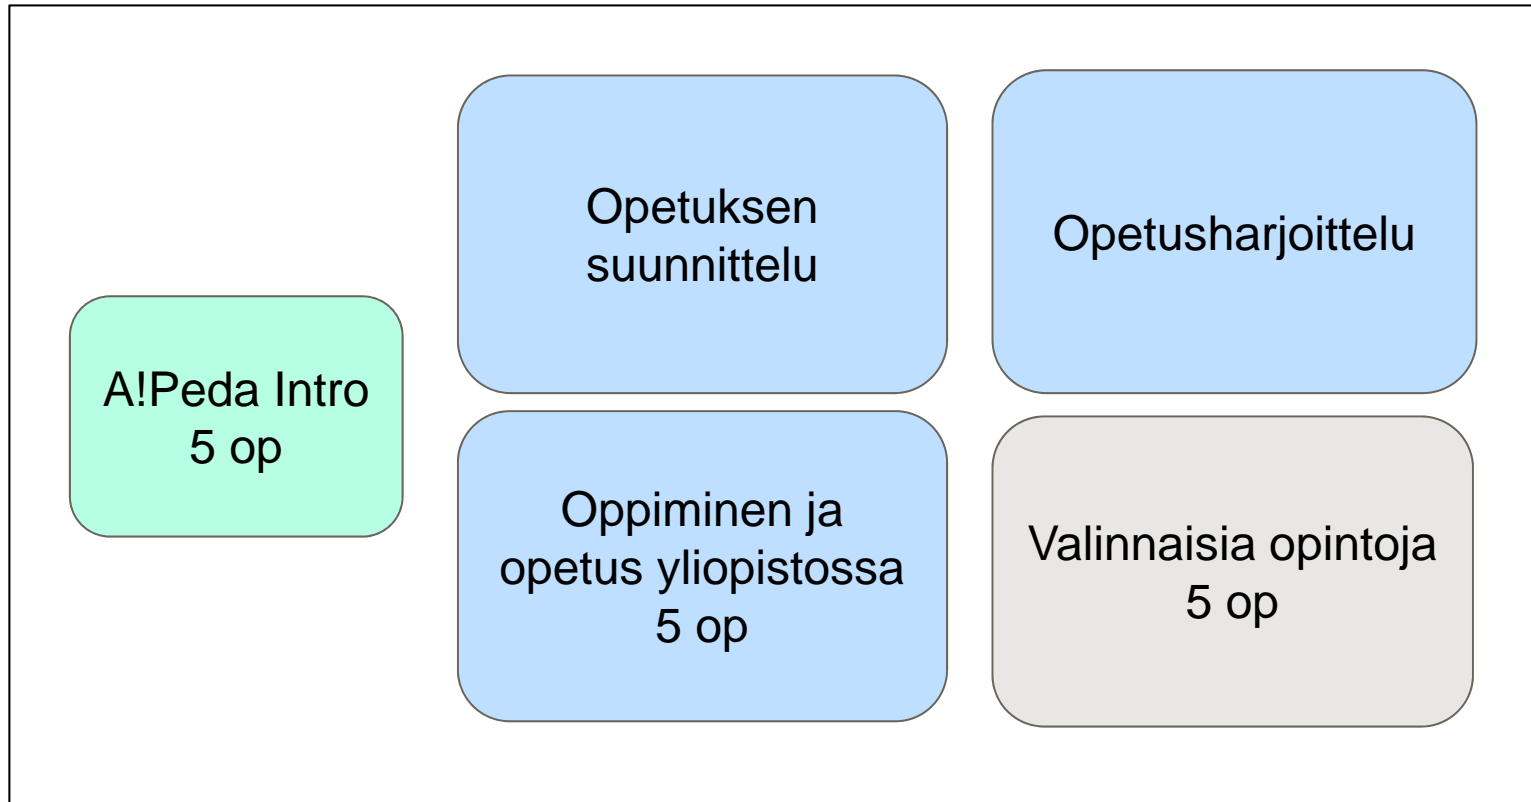 A!Peda Intro
5 op
Opetuksen
suunnittelu
Oppiminen ja
opetus yliopistossa
5 op
Opetusharjoittelu
Valinnaisia opintoja
5 op